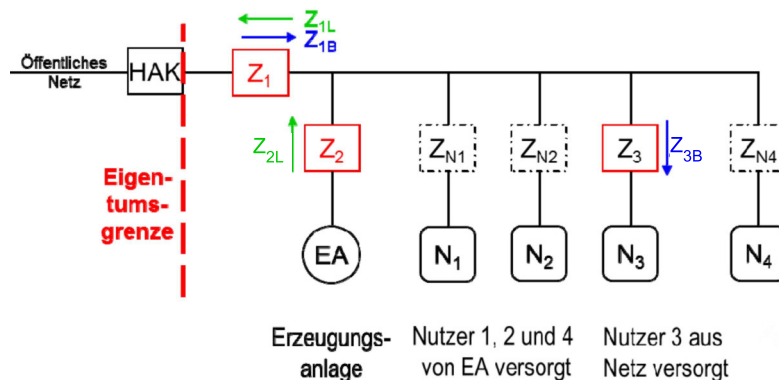 Z1L
Z1B
Öffentliches
Netz
HAK
Z1
Z2L
Z2
ZN1
ZN2
Z3
Z3B
ZN4
Eigen-
tums-
grenze
EA
N1
N2
N3
N4
Erzeugungs-
anlage
Nutzer 1, 2 und 4
von EA versorgt
Nutzer 3 aus
Netz versorgt